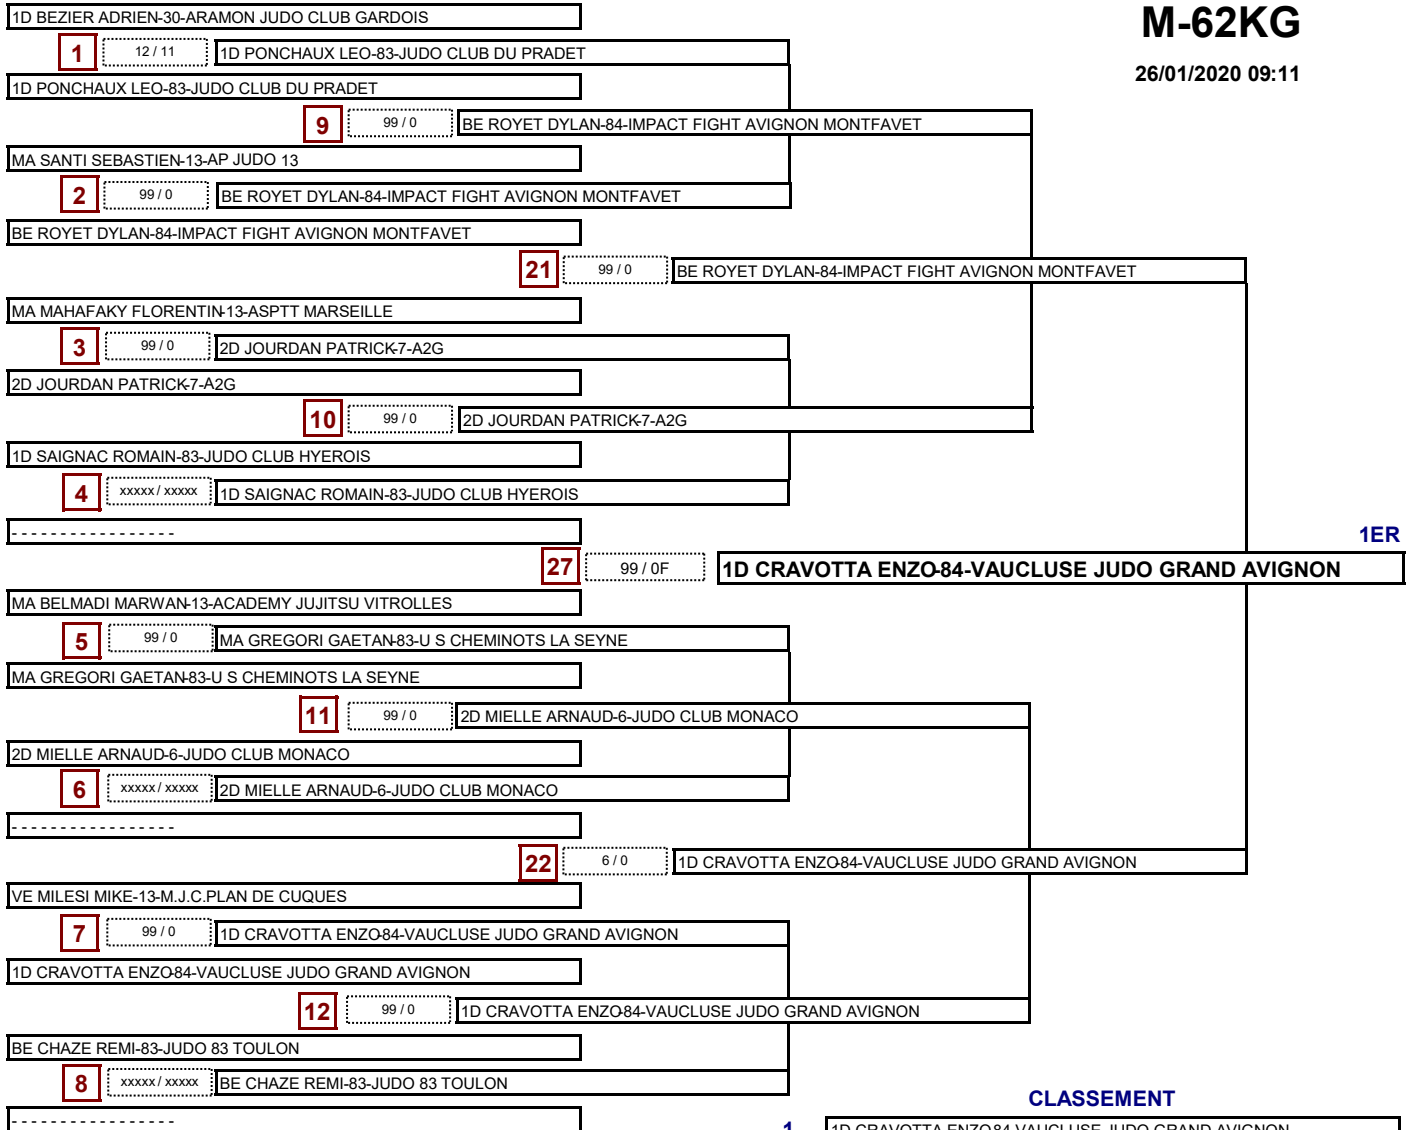 1D BEZIER ADRIEN-30-ARAMON JUDO CLUB GARDOIS
M-62KG
1 12 / 11 1D PONCHAUX LEO-83-JUDO CLUB DU PRADET
26/01/2020 09:11
1D PONCHAUX LEO-83-JUDO CLUB DU PRADET
9 99 / 0 BE ROYET DYLAN-84-IMPACT FIGHT AVIGNON MONTFAVET
MA SANTI SEBASTIEN-13-AP JUDO 13
2 99 / 0 BE ROYET DYLAN-84-IMPACT FIGHT AVIGNON MONTFAVET
BE ROYET DYLAN-84-IMPACT FIGHT AVIGNON MONTFAVET
21 99 / 0 BE ROYET DYLAN-84-IMPACT FIGHT AVIGNON MONTFAVET
MA MAHAFAKY FLORENTIN-13-ASPTT MARSEILLE
3 99 / 0 2D JOURDAN PATRICK-7-A2G
2D JOURDAN PATRICK-7-A2G
10 99 / 0 2D JOURDAN PATRICK-7-A2G
1D SAIGNAC ROMAIN-83-JUDO CLUB HYEROIS
4 xxxxx / xxxxx 1D SAIGNAC ROMAIN-83-JUDO CLUB HYEROIS
- - - - - - - - - - - - - - - - -
1ER
27 99 / 0F 1D CRAVOTTA ENZO-84-VAUCLUSE JUDO GRAND AVIGNON
MA BELMADI MARWAN-13-ACADEMY JUJITSU VITROLLES
5 99 / 0 MA GREGORI GAETAN-83-U S CHEMINOTS LA SEYNE
MA GREGORI GAETAN-83-U S CHEMINOTS LA SEYNE
11 99 / 0 2D MIELLE ARNAUD-6-JUDO CLUB MONACO
2D MIELLE ARNAUD-6-JUDO CLUB MONACO
6 xxxxx / xxxxx 2D MIELLE ARNAUD-6-JUDO CLUB MONACO
- - - - - - - - - - - - - - - - -
22 6 / 0 1D CRAVOTTA ENZO-84-VAUCLUSE JUDO GRAND AVIGNON
VE MILESI MIKE-13-M.J.C.PLAN DE CUQUES
7 99 / 0 1D CRAVOTTA ENZO-84-VAUCLUSE JUDO GRAND AVIGNON
1D CRAVOTTA ENZO-84-VAUCLUSE JUDO GRAND AVIGNON
12 99 / 0 1D CRAVOTTA ENZO-84-VAUCLUSE JUDO GRAND AVIGNON
BE CHAZE REMI-83-JUDO 83 TOULON
8 xxxxx / xxxxx BE CHAZE REMI-83-JUDO 83 TOULON
CLASSEMENT
- - - - - - - - - - - - - - - - -
1 1D CRAVOTTA ENZO-84-VAUCLUSE JUDO GRAND AVIGNON